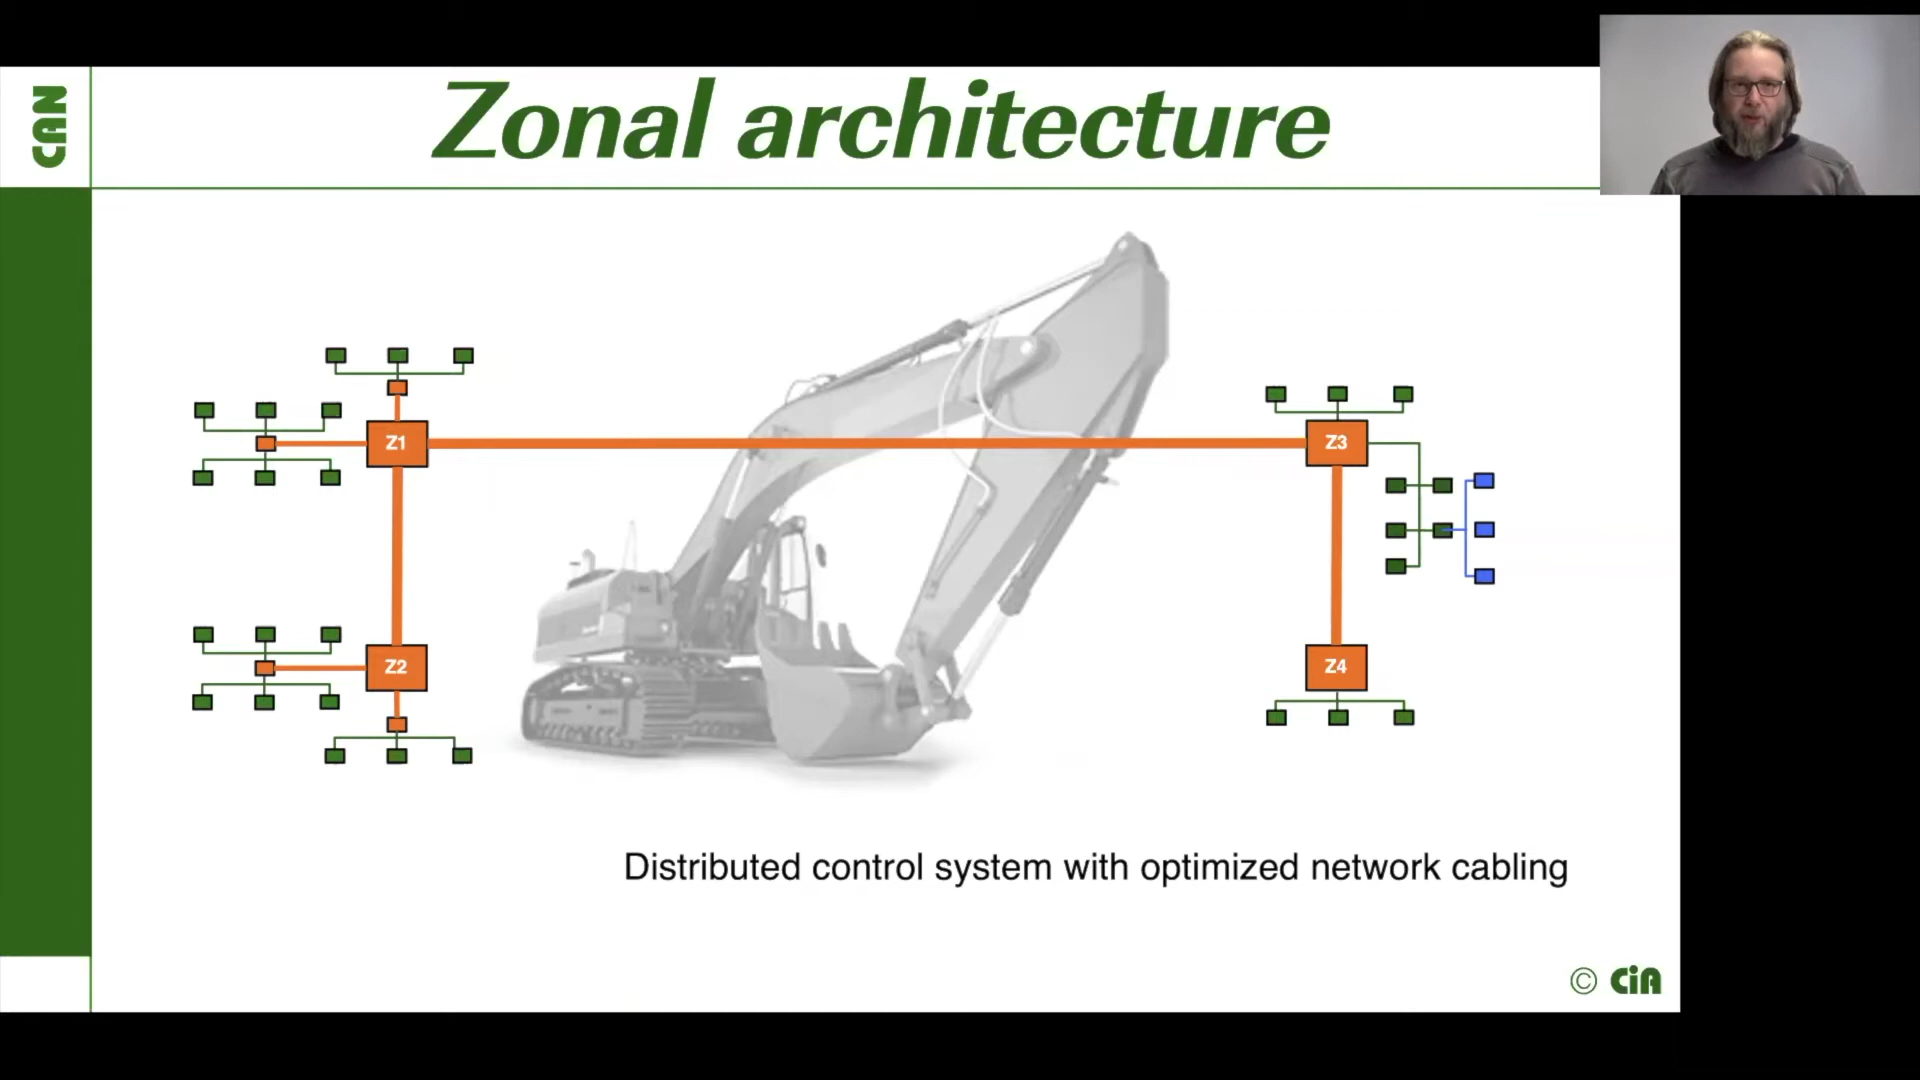 CAN
Zonal architecture
Z1
Z3
Z2
Z4
Distributed control system with optimized network cabling
© CiA